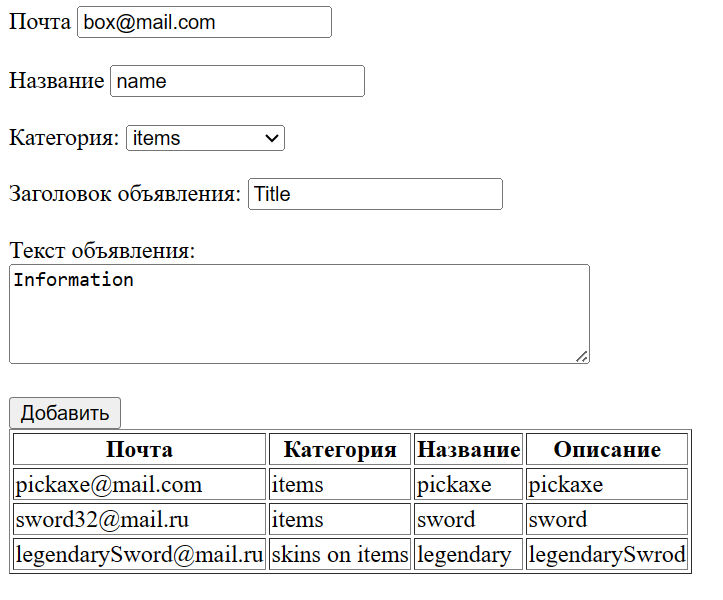 Почта box@mail.com
Название name
Категория: items
Заголовок объявления: Title
Текст объявления:
Information
Добавить
Почта Категория Название Описание
pickaxe@mail.com items pickaxe pickaxe
sword32@mail.ru items sword sword
legendarySword@mail.ru skins on items legendary legendarySwrod